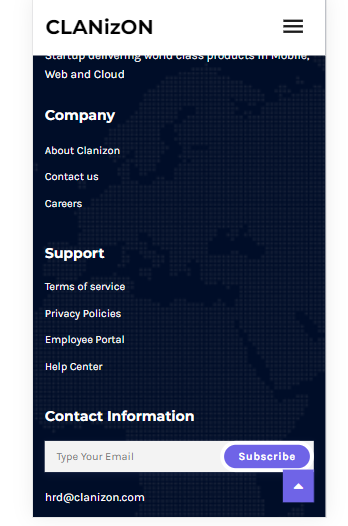 CLANizON
Startup delivering world class products in Mobile,
Web and Cloud
Company
About Clanizon
Contact us
Careers
Support
Terms of service
Privacy Policies
Employee Portal
Help Center
Contact Information
Type Your Email
Subscribe
hrd@clanizon.com